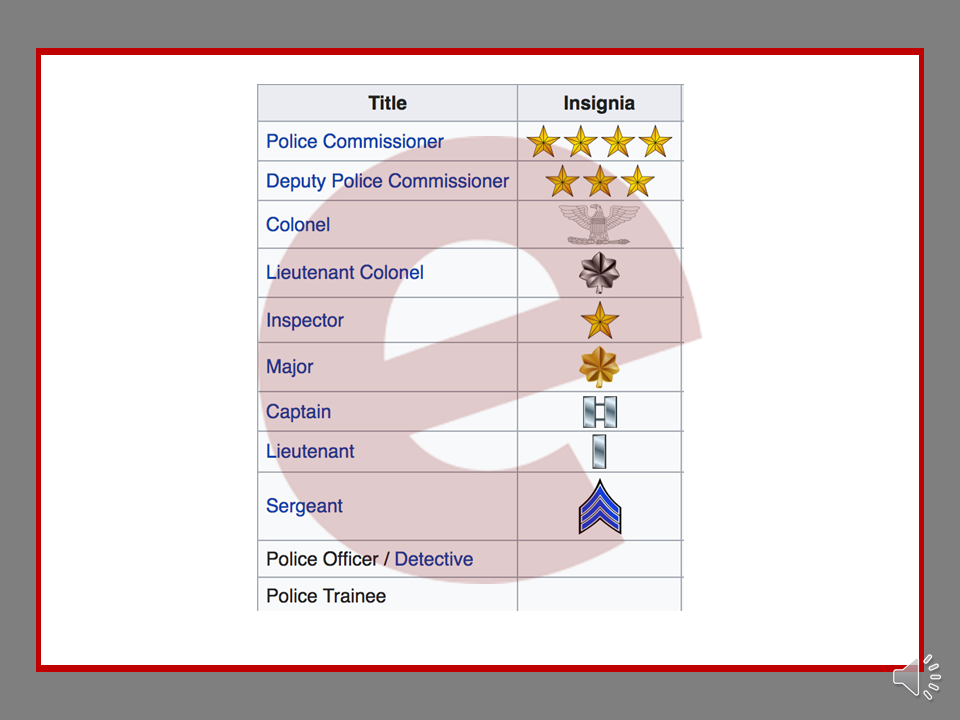 Title Insignia
Police Commissioner
Deputy Police Commissioner
Colonel
Lieutenant Colonel
Inspector
Major
Captain
Lieutenant
Sergeant
Police Officer / Detective
Police Trainee
e